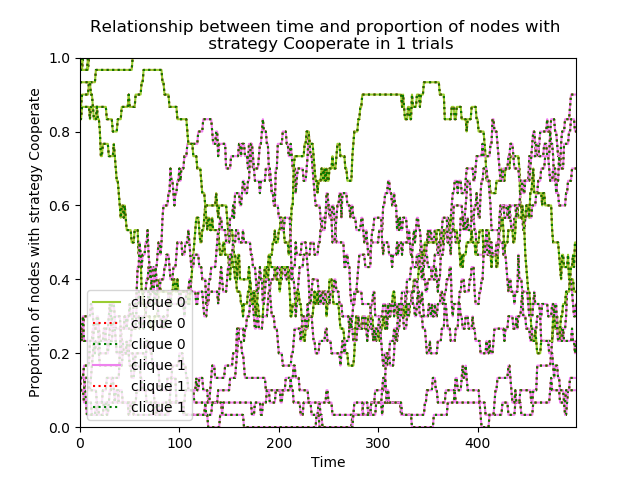 Relationship between time and proportion of nodes with
strategy Cooperate in 1 trials
Proportion of nodes with strategy Cooperate
1.0
0.8
0.6
0.4
0.2
0.0
clique 0
clique 0
clique 0
clique 1
clique 1
clique 1
0
100
200
300
400
Time